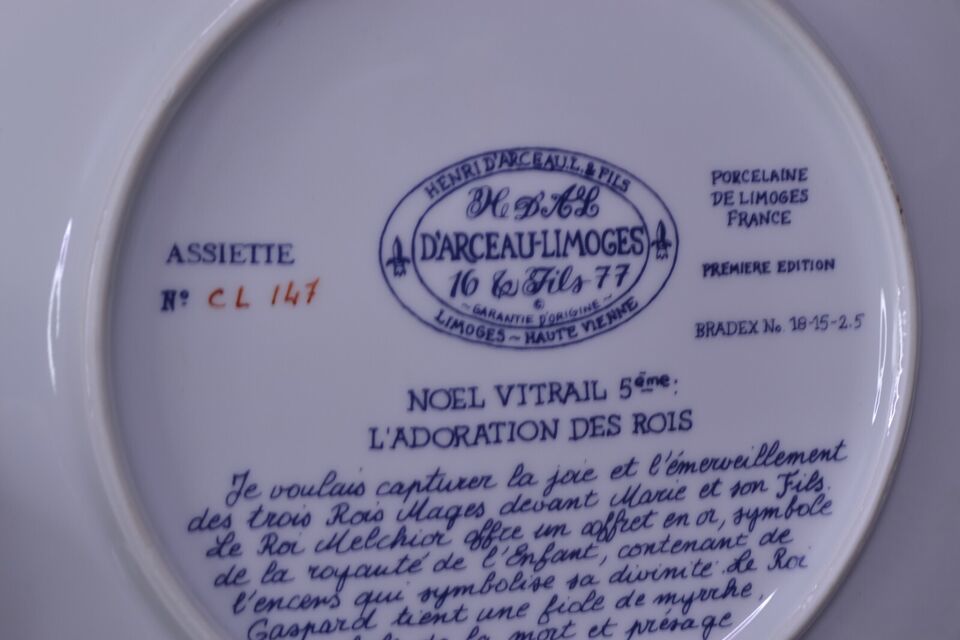 HENRI D'ARCEAU.L.& FILS
H D'A&L
D'ARCEAU-LIMOGES
16 & Fils 77
©
~GARANTIE D'ORIGINE~
LIMOGES ~ HAUTE VIENNE
ASSIETTE
Nº CL 147
PORCELAINE
DE LIMOGES
FRANCE
PREMIERE EDITION
BRADEX No. 18-15-2.5
NOEL VITRAIL 5ème:
L'ADORATION DES ROIS
Je voulais capturer la joie et l'émerveillement
des trois Rois Mages devant Marie et son Fils.
Le Roi Melchior offre un coffret en or, symbole
de la royauté de l'Enfant, contenant de
l'encens qui symbolise sa divinité. Le Roi
Gaspard tient une fiole de myrrhe,
de la mort et présage